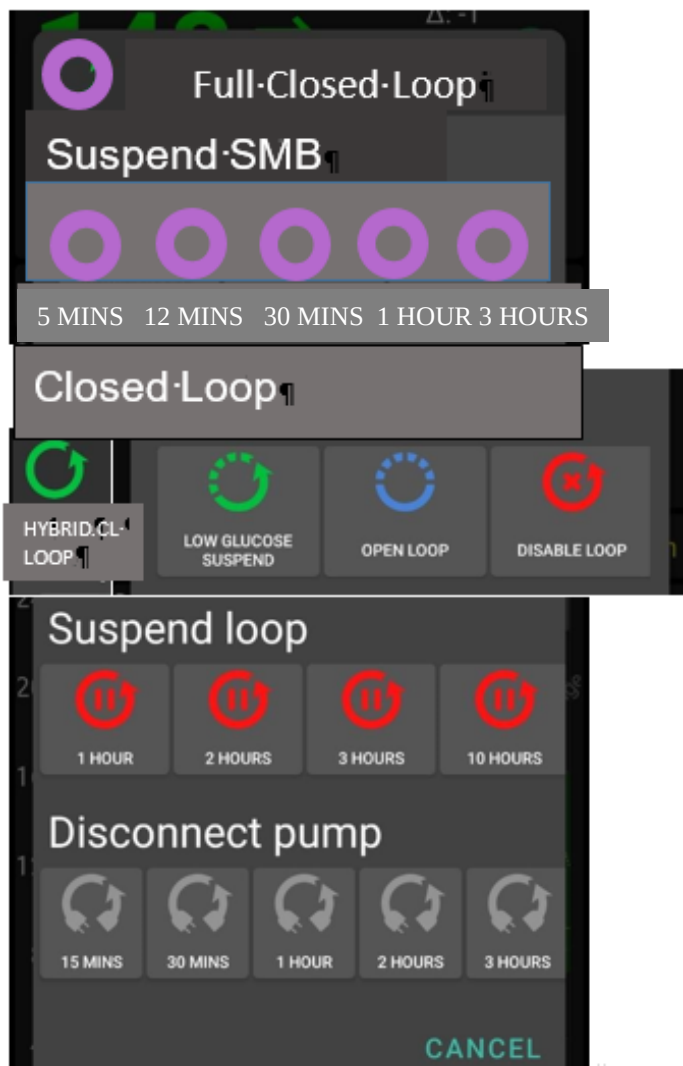 Δ: -1
Full·Closed·Loop¶
Suspend·SMB¶
5 MINS 12 MINS 30 MINS 1 HOUR 3 HOURS
Closed·Loop¶
HYBRID.CL-
LOOP¶
LOW GLUCOSE
SUSPEND
OPEN LOOP
DISABLE LOOP
Suspend loop
1 HOUR 2 HOURS 3 HOURS 10 HOURS
Disconnect pump
15 MINS 30 MINS 1 HOUR 2 HOURS 3 HOURS
CANCEL